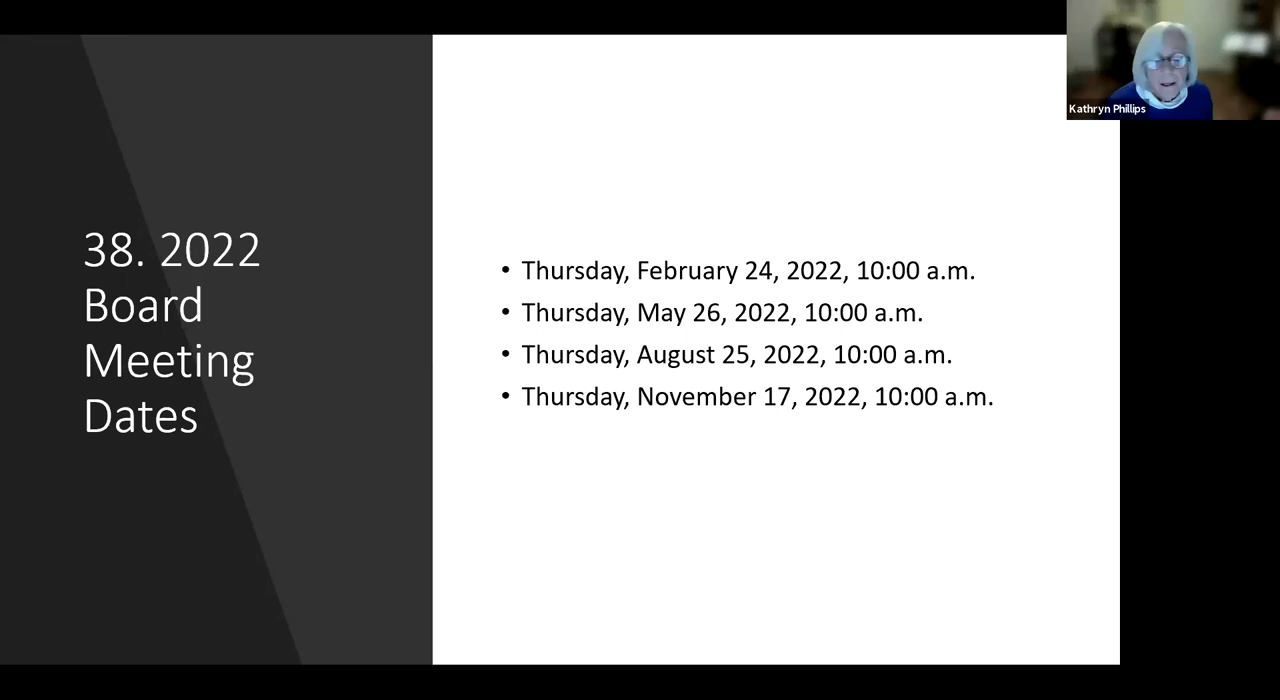 38. 2022
Board
Meeting
Dates
• Thursday, February 24, 2022, 10:00 a.m.
• Thursday, May 26, 2022, 10:00 a.m.
• Thursday, August 25, 2022, 10:00 a.m.
• Thursday, November 17, 2022, 10:00 a.m.
Kathryn Phillips